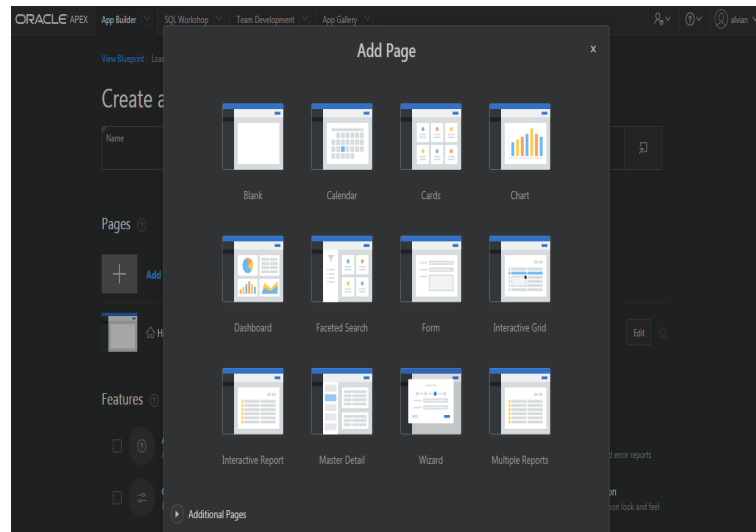 ORACLE APEX App Builder SQL Workshop Team Development App Gallery alvian
Add Page
x
View Blueprint
Create a
Name
Blank Calendar Cards Chart
Pages
Add
Dashboard Faceted Search Form Interactive Grid
Edit
Features
Interactive Report Master Detail Wizard Multiple Reports
d error reports
Additional Pages
on look and feel